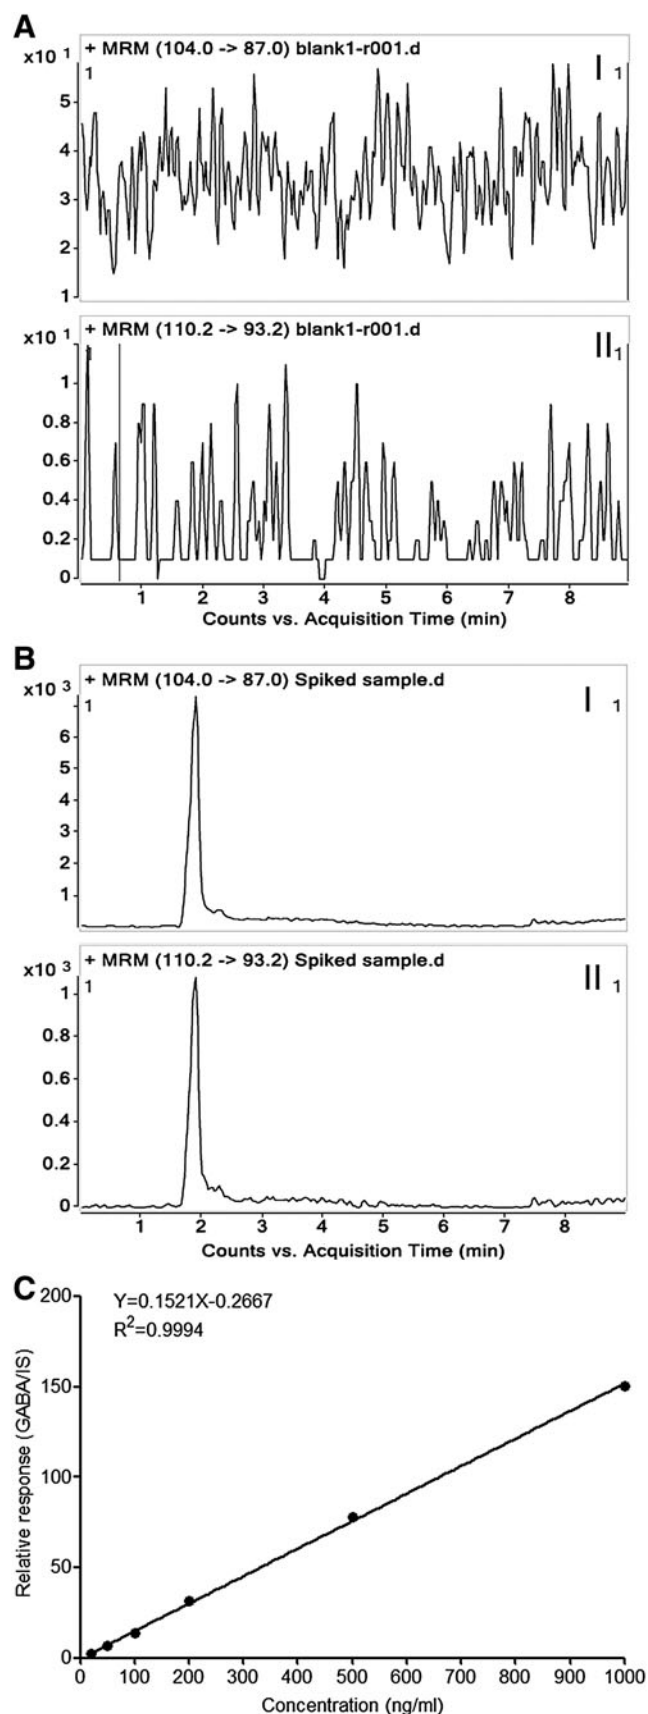 A
+ MRM (104.0 -> 87.0) blank1-r001.d
x10 1
1
I 1
5
4
3
2
1
+ MRM (110.2 -> 93.2) blank1-r001.d
x10 1
1
II 1
1
0.8
0.6
0.4
0.2
0
1 2 3 4 5 6 7 8
Counts vs. Acquisition Time (min)
B
+ MRM (104.0 -> 87.0) Spiked sample.d
x10 3
1
I 1
6
5
4
3
2
1
+ MRM (110.2 -> 93.2) Spiked sample.d
x10 3
1
II 1
1
0.8
0.6
0.4
0.2
0
1 2 3 4 5 6 7 8
Counts vs. Acquisition Time (min)
C
Y=0.1521X-0.2667
R2=0.9994
Relative response (GABA/IS)
200
150
100
50
0
0 100 200 300 400 500 600 700 800 900 1000
Concentration (ng/ml)